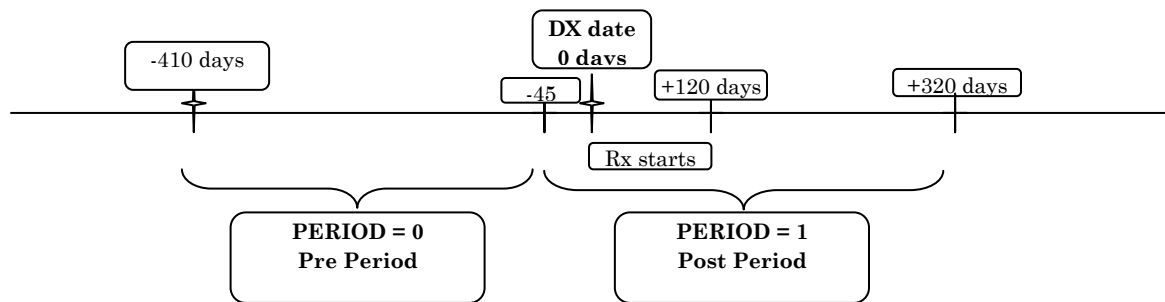 DX date
0 days
-410 days
-45
+120 days
+320 days
Rx starts
PERIOD = 0
Pre Period
PERIOD = 1
Post Period